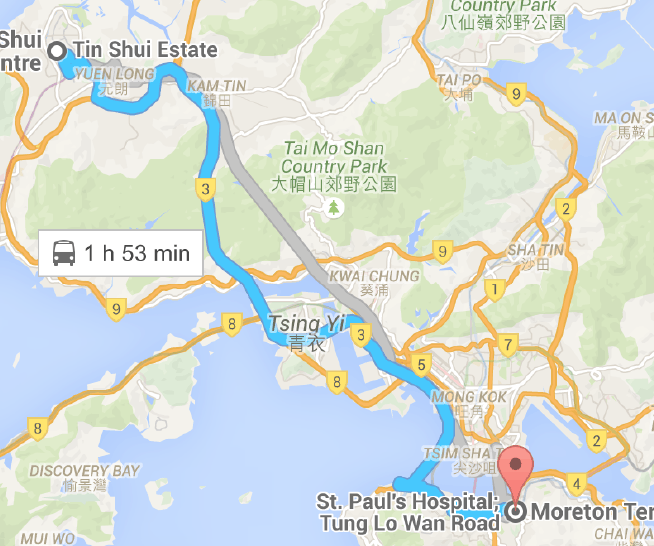 Country Park
八仙嶺郊野公園
Shui
ntre
Tin Shui Estate
YUEN LONG
元朗
KAM TIN
錦田
TAI PO
大埔
9
MA ON S
馬鞍山
Tai Mo Shan
Country Park
大帽山郊野公園
3
2
1 h 53 min
9
SHA TIN
沙田
KWAI CHUNG
葵涌
1
9
8
Tsing Yi
青衣
3
7
5
8
MONG KOK
旺角
8
2
TSIM SHA T
尖沙咀
DISCOVERY BAY
愉景灣
4
St. Paul's Hospital;
Tung Lo Wan Road
Moreton Ter
CHAI WA
MUI WO